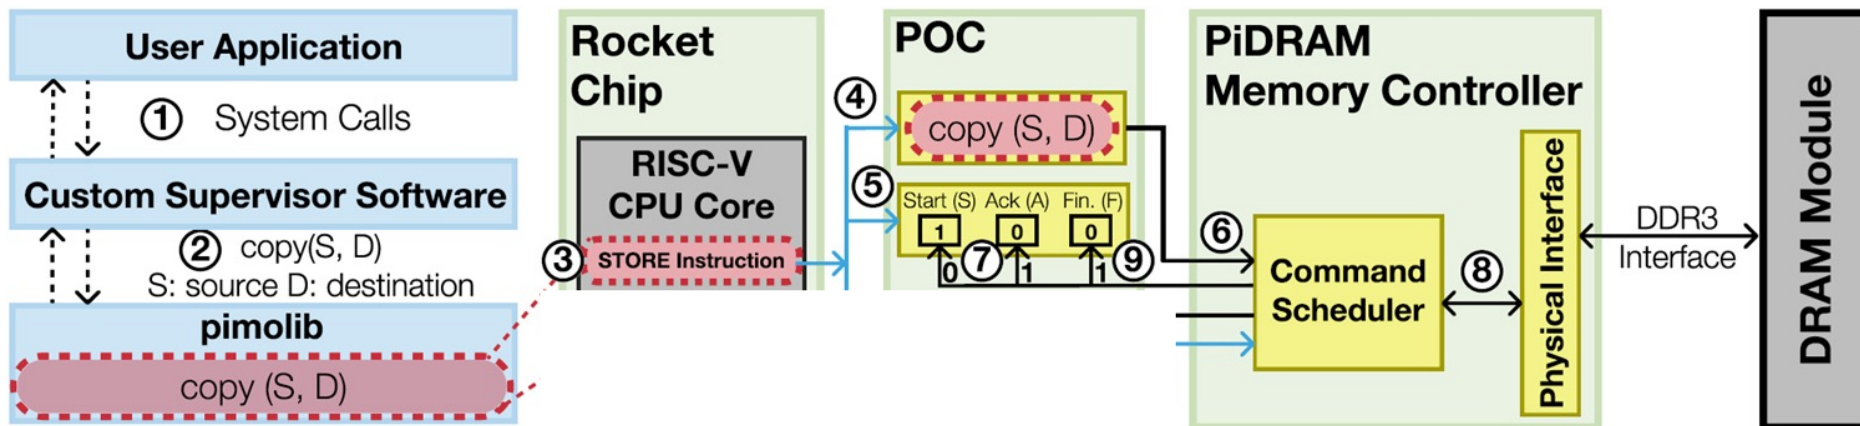 User Application
1 System Calls
Custom Supervisor Software
2 copy(S, D)
S: source D: destination
pimolib
copy (S, D)
Rocket
Chip
RISC-V
CPU Core
3 STORE Instruction
POC
4 copy (S, D)
5
Start (S) Ack (A) Fin. (F)
1 0 0
0 7 1 1 9
PiDRAM
Memory Controller
6
Command
Scheduler
8
Physical Interface
DDR3
Interface
DRAM Module